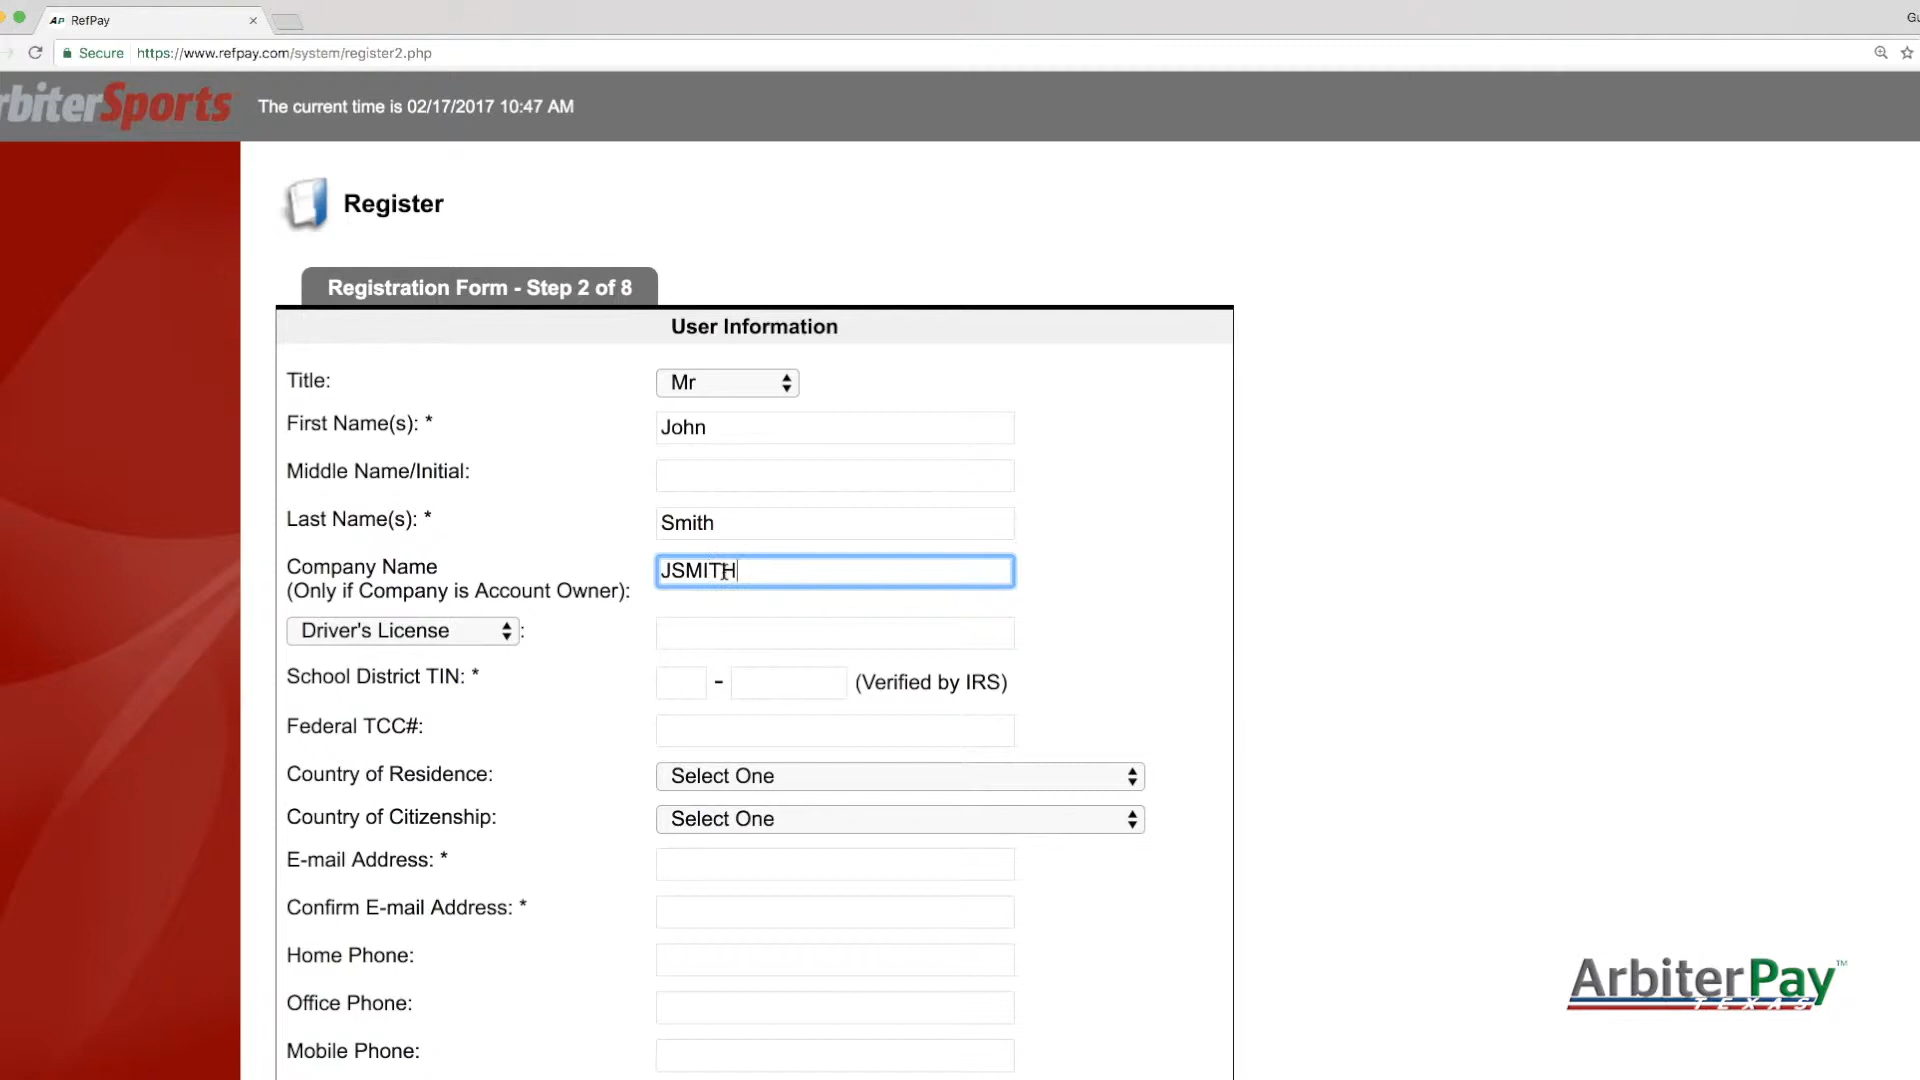 AP RefPay
Gu
Secure https://www.refpay.com/system/register2.php
rbiterSports The current time is 02/17/2017 10:47 AM
Register
Registration Form - Step 2 of 8
User Information
Title: Mr
First Name(s): * John
Middle Name/Initial:
Last Name(s): * Smith
Company Name
(Only if Company is Account Owner): JSMITH
Driver's License :
School District TIN: * - (Verified by IRS)
Federal TCC#:
Country of Residence: Select One
Country of Citizenship: Select One
E-mail Address: *
Confirm E-mail Address: *
Home Phone:
Office Phone:
Mobile Phone:
ArbiterPay™
TEXAS